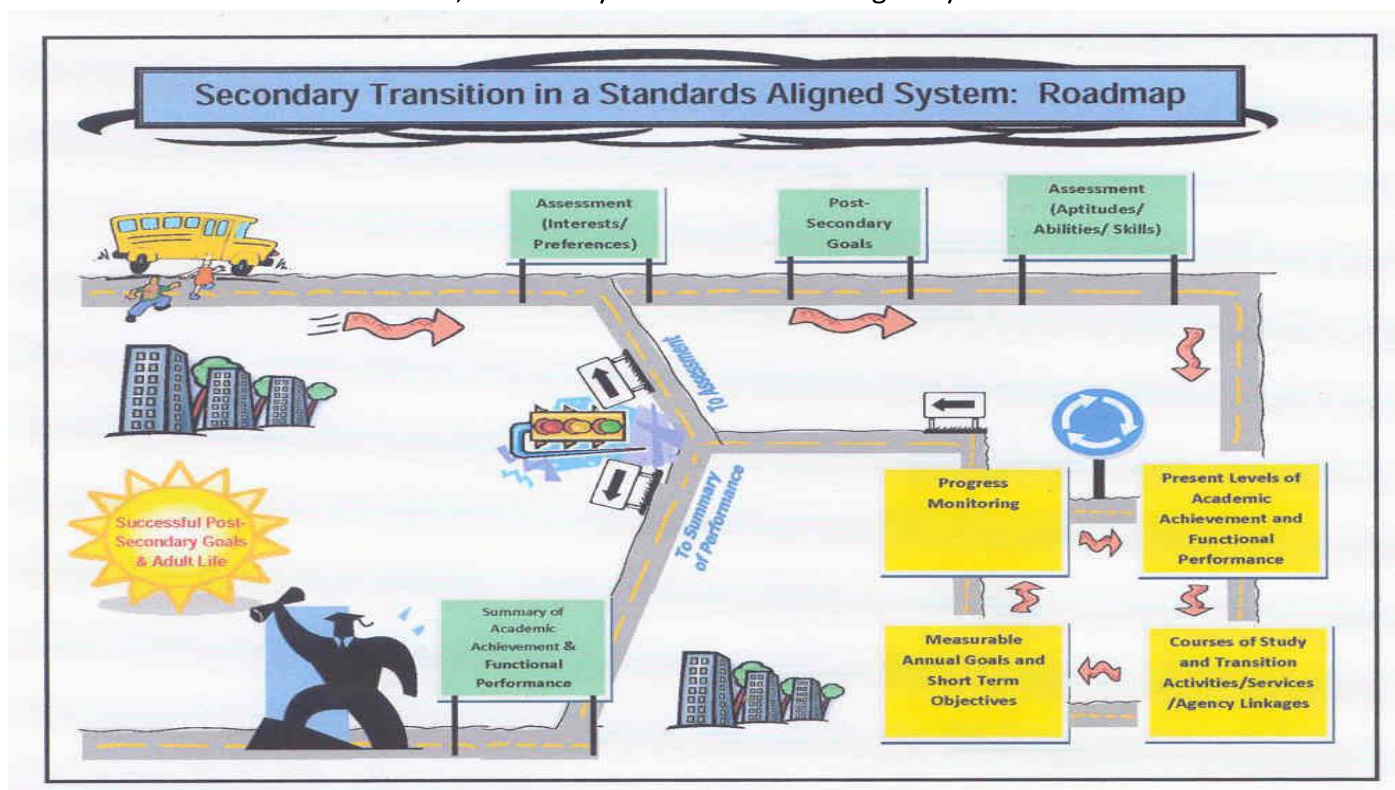 Secondary Transition in a Standards Aligned System: Roadmap
Assessment
(Interests/
Preferences)
Post-
Secondary
Goals
Assessment
(Aptitudes/
Abilities/ Skills)
To Assessment
To Summary
of Performance
Progress
Monitoring
Present Levels of
Academic
Achievement and
Functional
Performance
Measurable
Annual Goals and
Short Term
Objectives
Courses of Study
and Transition
Activities/Services
/Agency Linkages
Successful Post-
Secondary Goals
& Adult Life
Summary of
Academic
Achievement &
Functional
Performance